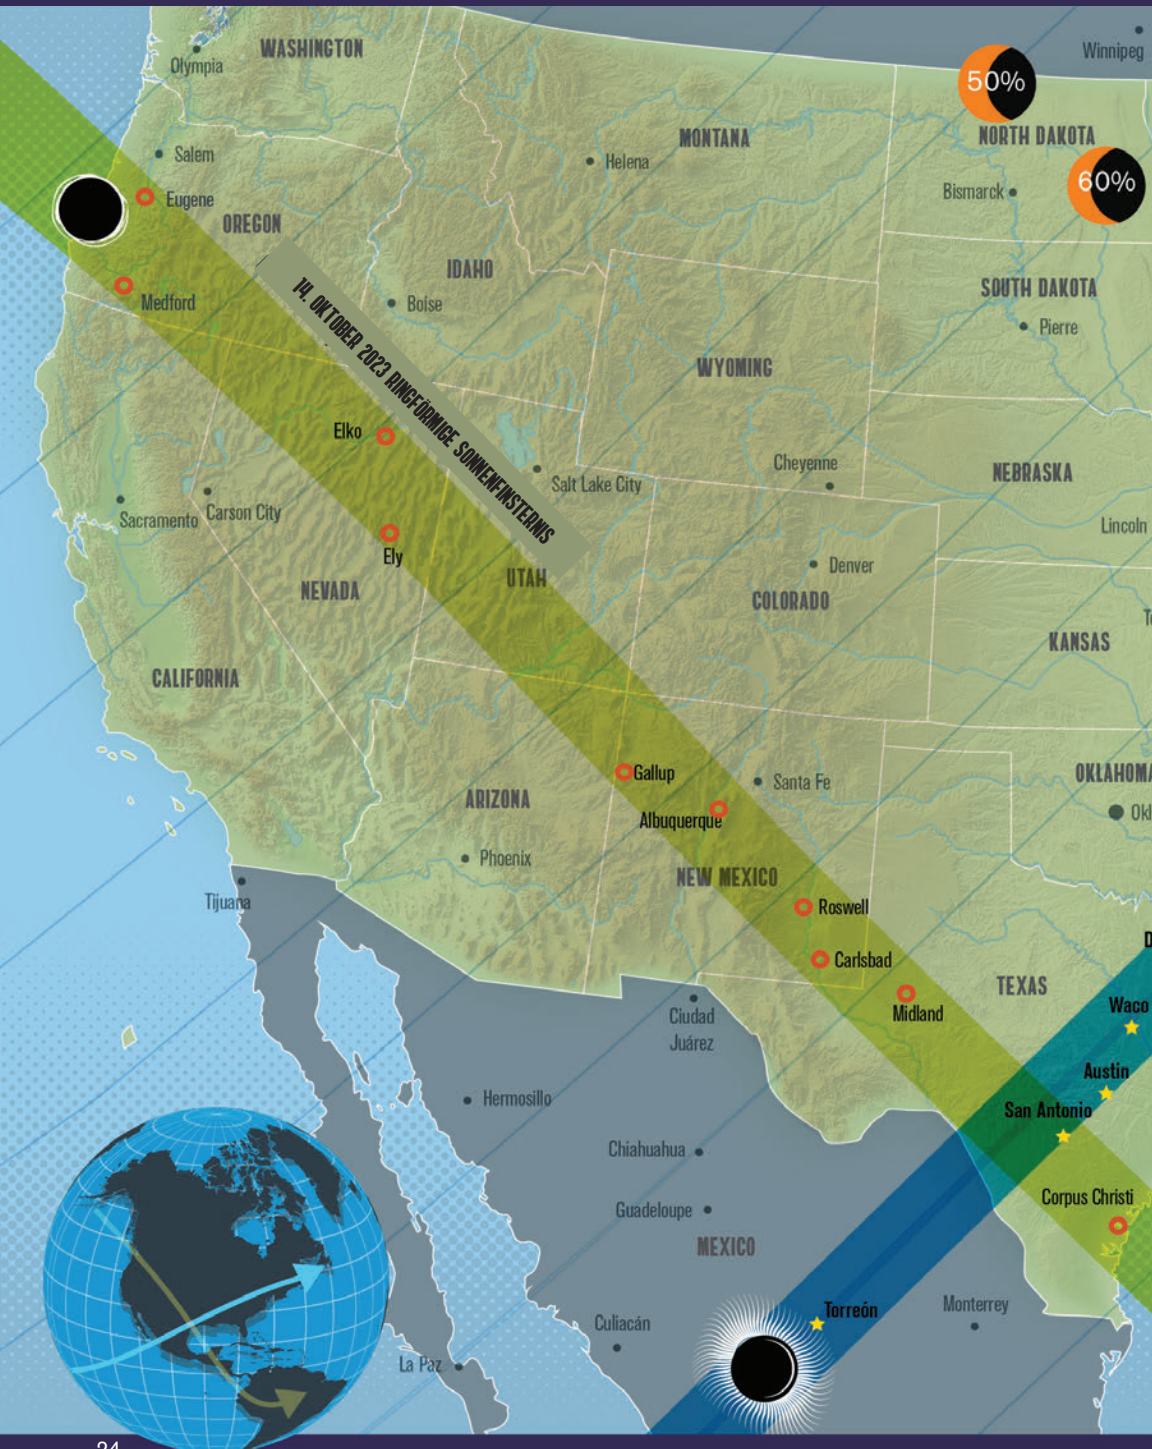 WASHINGTON
Olympia
Winnipeg
50%
NORTH DAKOTA
MONTANA
Salem
Helena
60%
Bismarck
Eugene
OREGON
IDAHO
SOUTH DAKOTA
Medford
Boise
Pierre
14. OKTOBER 2023 RINGFÖRMIGE SONNENFINSTERNIS
WYOMING
Elko
Cheyenne
NEBRASKA
Salt Lake City
Sacramento
Carson City
Lincoln
Ely
Denver
UTAH
NEVADA
COLORADO
KANSAS
CALIFORNIA
Gallup
OKLAHOMA
Santa Fe
ARIZONA
Albuquerque
Okl
Phoenix
NEW MEXICO
Tijuana
Roswell
Carlsbad
TEXAS
Waco
Midland
Ciudad
Juárez
Austin
Hermosillo
San Antonio
Chiahuahua
Corpus Christi
Guadeloupe
MEXICO
Torreón
Monterrey
Culiacán
La Paz